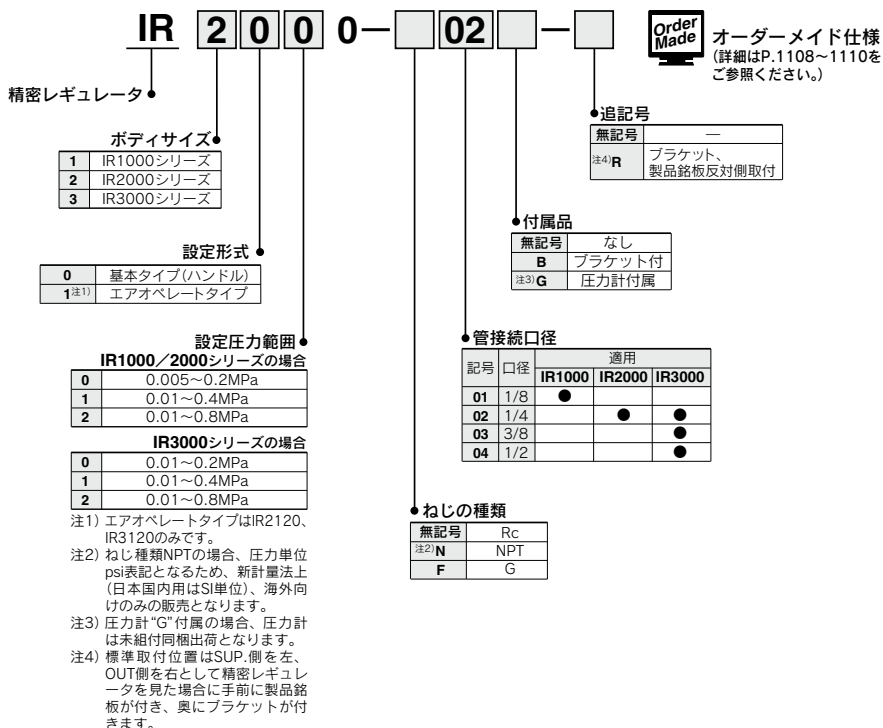 IR 2 0 0 0 — 02 —
Order Made
オーダーメイド仕様
(詳細はP.1108~1110を
ご参照ください。)
精密レギュレータ
ボディサイズ
1 IR1000シリーズ
2 IR2000シリーズ
3 IR3000シリーズ
設定形式
0 基本タイプ(ハンドル)
1注1) エアオペレートタイプ
設定圧力範囲
IR1000/2000シリーズの場合
0 0.005~0.2MPa
1 0.01~0.4MPa
2 0.01~0.8MPa
IR3000シリーズの場合
0 0.01~0.2MPa
1 0.01~0.4MPa
2 0.01~0.8MPa
注1) エアオペレートタイプはIR2120、
IR3120のみです。
注2) ねじ種類NPTの場合、圧力単位
psi表記となるため、新計量法上
(日本国内用はSI単位)、海外向
けのみの販売となります。
注3) 圧力計“G”付属の場合、圧力計
は未組付同梱出荷となります。
注4) 標準取付位置はSUP.側を左、
OUT側を右として精密レギュレ
ータを見た場合に手前に製品銘
板が付き、奥にブラケットが付
きます。
追記号
無記号 —
注4)R ブラケット、
製品銘板反対側取付
付属品
無記号 なし
B ブラケット付
注3)G 圧力計付属
管接続口径
記号 口径 適用
IR1000 IR2000 IR3000
01 1/8 ●
02 1/4 ● ●
03 3/8 ●
04 1/2 ●
ねじの種類
無記号 Rc
注2)N NPT
F G